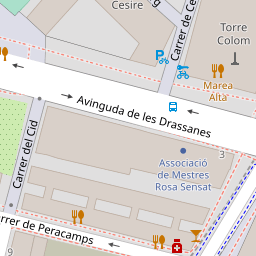 Cesire
Carrer de Ce
Torre
Colom
Marea
Alta
Avinguda de les Drassanes
3
Carrer del Cid
Associació
de Mestres
Rosa Sensat
rrer de Peracamps
9